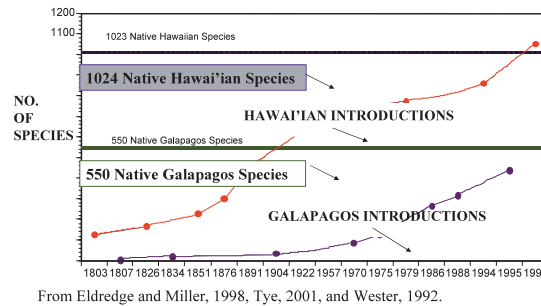 1200
1100
1023 Native Hawaiian Species
1024 Native Hawai'ian Species
NO.
OF
SPECIES
HAWAI'IAN INTRODUCTIONS
550 Native Galapagos Species
550 Native Galapagos Species
GALAPAGOS INTRODUCTIONS
1803 1807 1826 1834 1851 1876 1891 1904 1922 1957 1970 1975 1979 1986 1988 1994 1995 199
From Eldredge and Miller, 1998, Tye, 2001, and Wester, 1992.